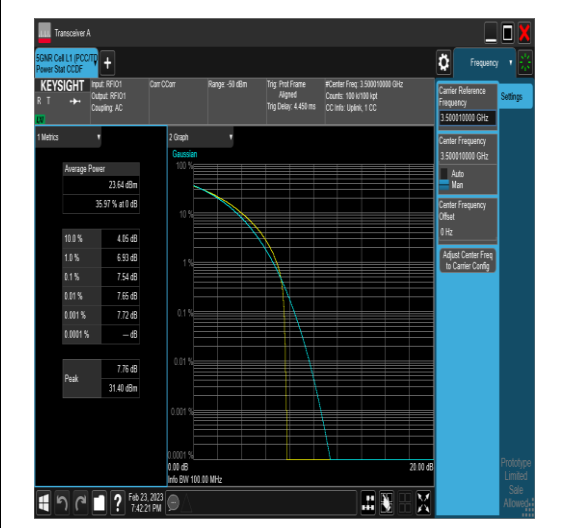 Transceiver A
5GNR Cell L1 (PCC/TD
Power Stat CCDF
Frequency
KEYSIGHT
R T
LV
Input: RFIO1
Output: RFIO1
Coupling: AC
Corr CCorr
Range: -50 dBm
Trig: Prot Frame
Aligned
Trig Delay: 4.450 ms
#Center Freq: 3.500010000 GHz
Counts: 100 k/100 kpt
CC Info: Uplink, 1 CC
Carrier Reference
Frequency
3.500010000 GHz
Settings
Center Frequency
3.500010000 GHz
Auto
Man
Center Frequency
Offset
0 Hz
Adjust Center Freq
to Carrier Config
1 Metrics
Average Power
23.64 dBm
35.97 % at 0 dB
10.0 % 4.05 dB
1.0 % 6.93 dB
0.1 % 7.54 dB
0.01 % 7.65 dB
0.001 % 7.72 dB
0.0001 % --- dB
Peak
7.76 dB
31.40 dBm
2 Graph
Gaussian
100 %
10 %
1 %
0.1 %
0.01 %
0.001 %
0.0001 %
0.00 dB 20.00 dB
Info BW 100.00 MHz
Feb 23, 2023
7:42:21 PM
Prototype
Limited
Sale
Allowed